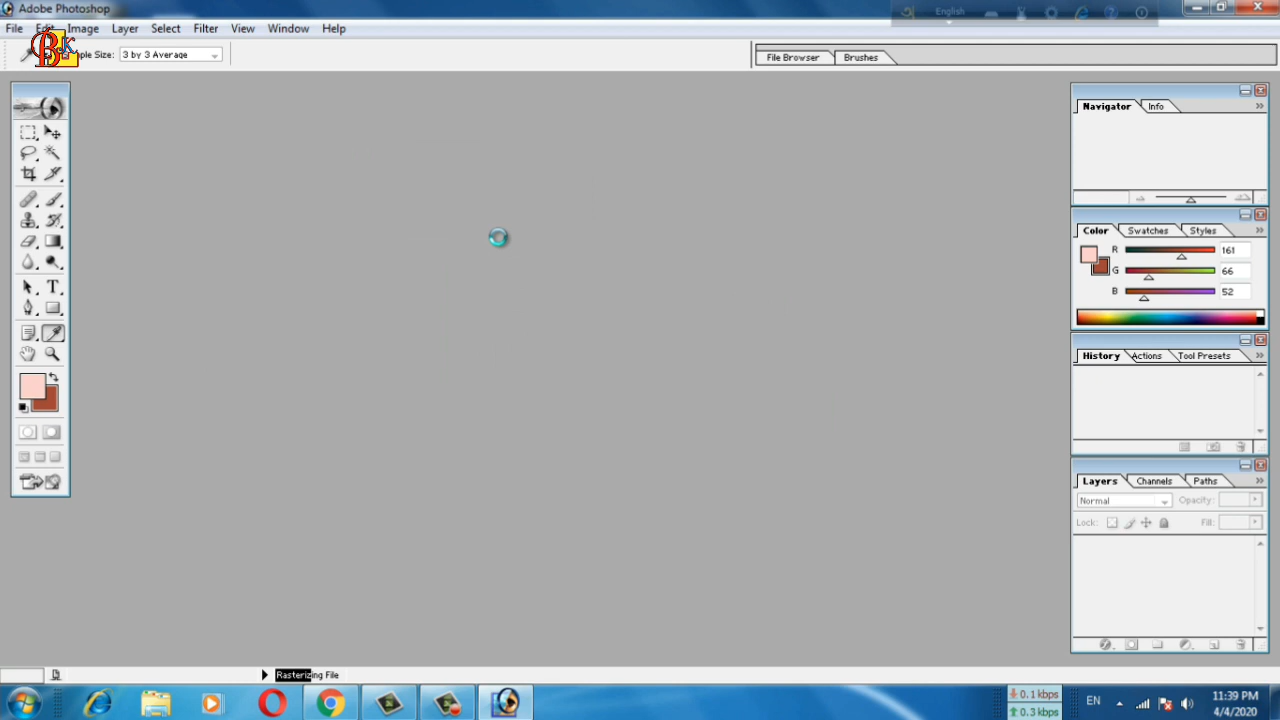 Adobe Photoshop
English
File Edit Image Layer Select Filter View Window Help
ple Size: 3 by 3 Average
File Browser Brushes
Navigator Info
Color Swatches Styles
R 161
G 66
B 52
History Actions Tool Presets
Layers Channels Paths
Normal Opacity:
Lock: Fill:
Rasterizing File
0.1 kbps
0.3 kbps
EN
11:39 PM
4/4/2020